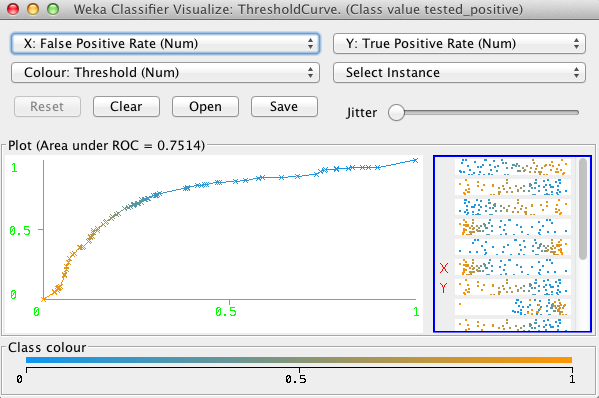 Weka Classifier Visualize: ThresholdCurve. (Class value tested_positive)
X: False Positive Rate (Num)
Y: True Positive Rate (Num)
Colour: Threshold (Num)
Select Instance
Reset
Clear
Open
Save
Jitter
Plot (Area under ROC = 0.7514)
1
0.5
0
0
0.5
1
X
Y
Class colour
0
0.5
1